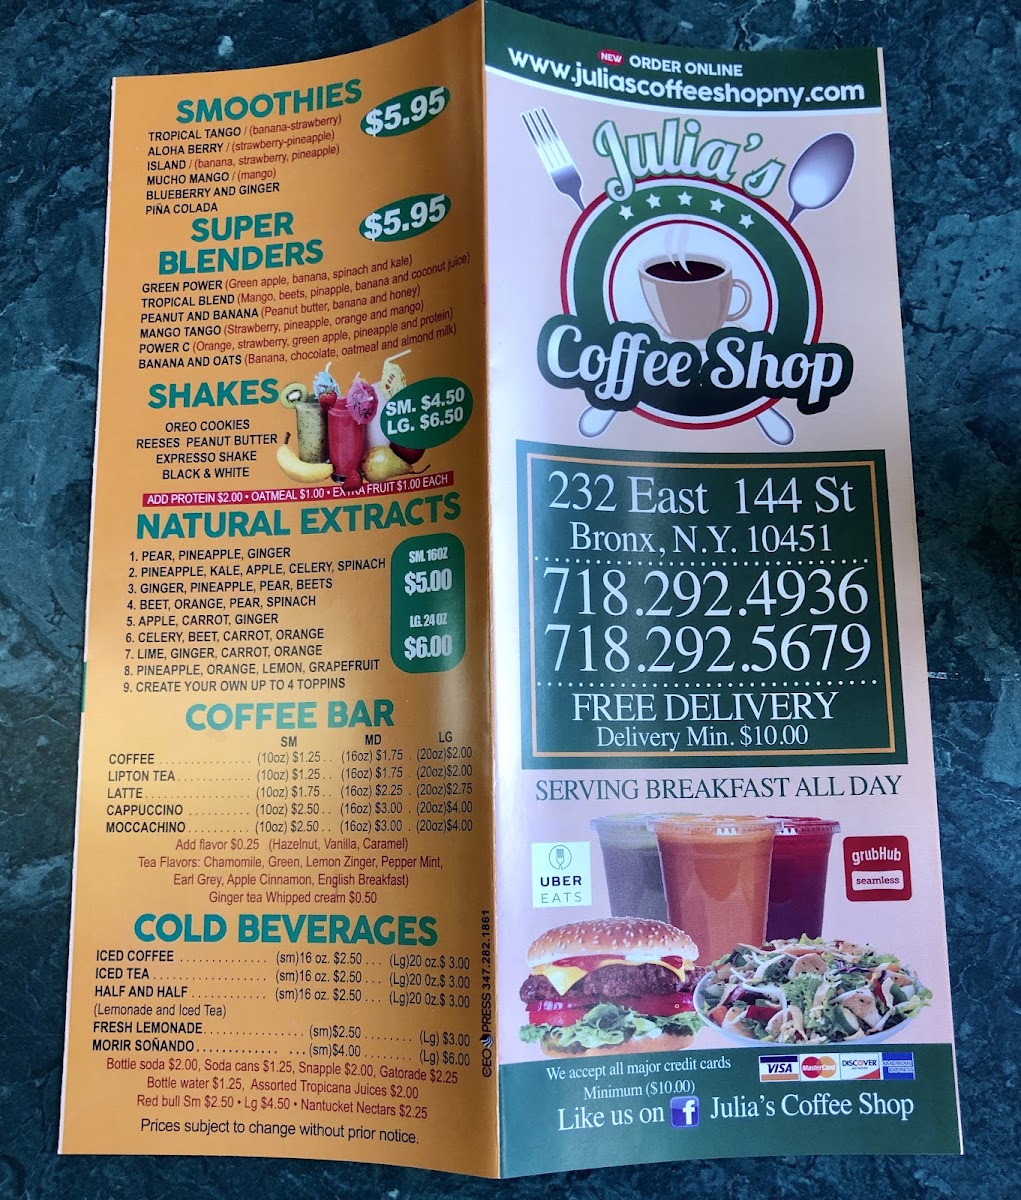 SMOOTHIES
$5.95
TROPICAL TANGO / (banana-strawberry)
ALOHA BERRY / (strawberry-pineapple)
ISLAND / (banana, strawberry, pineapple)
MUCHO MANGO / (mango)
BLUEBERRY AND GINGER
PIÑA COLADA
SUPER
BLENDERS
$5.95
GREEN POWER (Green apple, banana, spinach and kale)
TROPICAL BLEND (Mango, beets, pinapple, banana and coconut juice)
PEANUT AND BANANA (Peanut butter, banana and honey)
MANGO TANGO (Strawberry, pineapple, orange and mango)
POWER C (Orange, strawberry, green apple, pineapple and protein)
BANANA AND OATS (Banana, chocolate, oatmeal and almond milk)
SHAKES
SM. $4.50
LG. $6.50
OREO COOKIES
REESES PEANUT BUTTER
EXPRESSO SHAKE
BLACK & WHITE
ADD PROTEIN $2.00 • OATMEAL $1.00 • EXTRA FRUIT $1.00 EACH
NATURAL EXTRACTS
1. PEAR, PINEAPPLE, GINGER
2. PINEAPPLE, KALE, APPLE, CELERY, SPINACH
3. GINGER, PINEAPPLE, PEAR, BEETS
4. BEET, ORANGE, PEAR, SPINACH
5. APPLE, CARROT, GINGER
6. CELERY, BEET, CARROT, ORANGE
7. LIME, GINGER, CARROT, ORANGE
8. PINEAPPLE, ORANGE, LEMON, GRAPEFRUIT
9. CREATE YOUR OWN UP TO 4 TOPPINS
SM. 16OZ
$5.00
LG. 24 OZ
$6.00
COFFEE BAR
SM MD LG
COFFEE . . . . . . . . . . . . . . (10oz) $1.25 . . (16oz) $1.75 . (20oz)$2.00
LIPTON TEA. . . . . . . . . . . (10oz) $1.25 . . (16oz) $1.75 . (20oz)$2.00
LATTE . . . . . . . . . . . . . . . . (10oz) $1.75 . . (16oz) $2.25 . (20oz)$2.75
CAPPUCCINO . . . . . . . . . . (10oz) $2.50 . . (16oz) $3.00 . (20oz)$4.00
MOCCACHINO . . . . . . . . . . (10oz) $2.50 . . (16oz) $3.00 . (20oz)$4.00
Add flavor $0.25 (Hazelnut, Vanilla, Caramel)
Tea Flavors: Chamomile, Green, Lemon Zinger, Pepper Mint,
Earl Grey, Apple Cinnamon, English Breakfast)
Ginger tea Whipped cream $0.50
COLD BEVERAGES
ICED COFFEE . . . . . . . . . . . . . (sm)16 oz. $2.50 . . . (Lg)20 oz.$ 3.00
ICED TEA . . . . . . . . . . . . . . . . (sm)16 oz. $2.50 . . . (Lg)20 0z.$ 3.00
HALF AND HALF . . . . . . . . . . . (sm)16 oz. $2.50 . . . (Lg)20 0z.$ 3.00
(Lemonade and Iced Tea)
FRESH LEMONADE. . . . . . . . . . . . . . . (sm)$2.50 . . . . . . . . (Lg) $3.00
MORIR SOÑANDO. . . . . . . . . . . . . . . (sm)$4.00 . . . . . . . . (Lg) $6.00
Bottle soda $2.00, Soda cans $1.25, Snapple $2.00, Gatorade $2.25
Bottle water $1.25, Assorted Tropicana Juices $2.00
Red bull Sm $2.50 • Lg $4.50 • Nantucket Nectars $2.25
Prices subject to change without prior notice.
CEO PRESS 347.282.1861
NEW ORDER ONLINE
www.juliascoffeeshopny.com
Julia's
Coffee Shop
232 East 144 St
Bronx, N.Y. 10451
718.292.4936
718.292.5679
FREE DELIVERY
Delivery Min. $10.00
SERVING BREAKFAST ALL DAY
UBER
EATS
grubHub
seamless
We accept all major credit cards
Minimum ($10.00)
VISA MasterCard DISCOVER NETWORK AMERICAN EXPRESS
Like us on f Julia's Coffee Shop